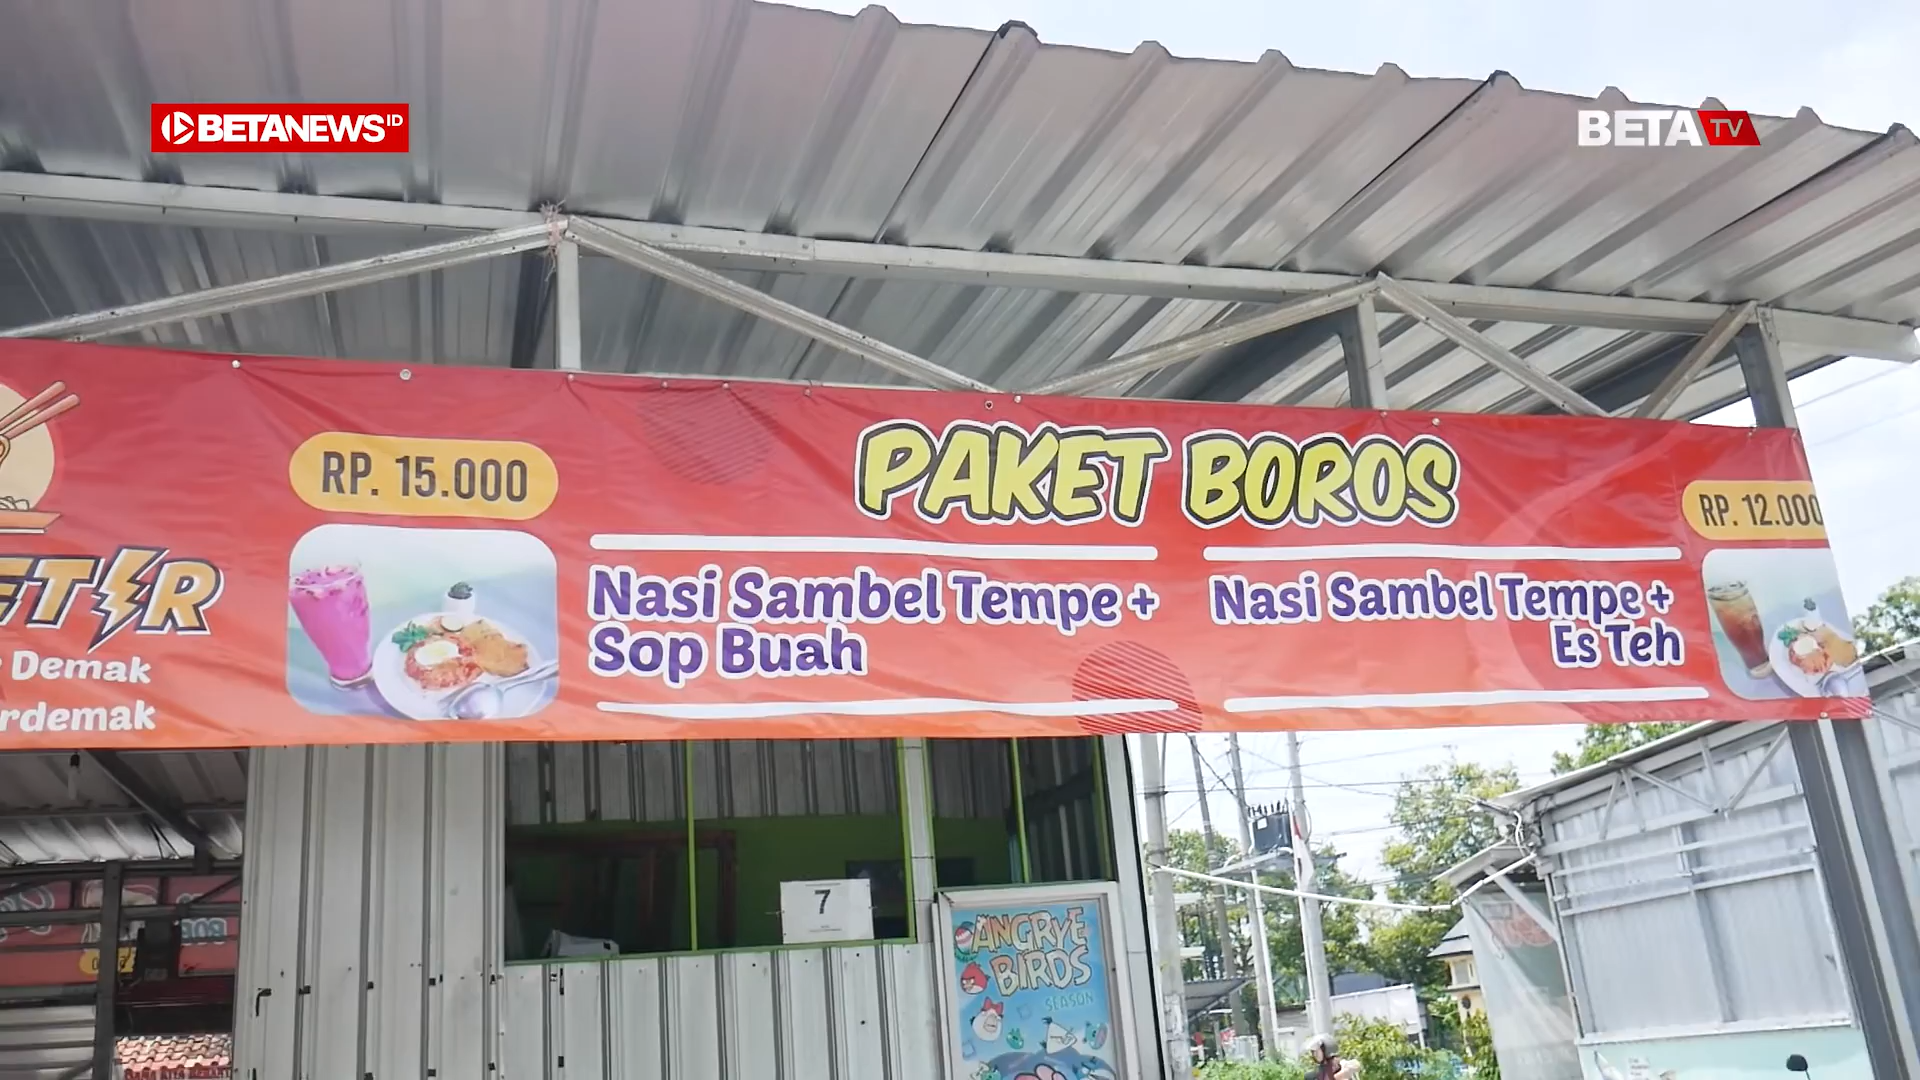 BETANEWS ID
BETA TV
RP. 15.000
PAKET BOROS
RP. 12.000
Nasi Sambel Tempe +
Sop Buah
Nasi Sambel Tempe +
Es Teh
Demak
7
ANGRYE
BIRDS
SEASON